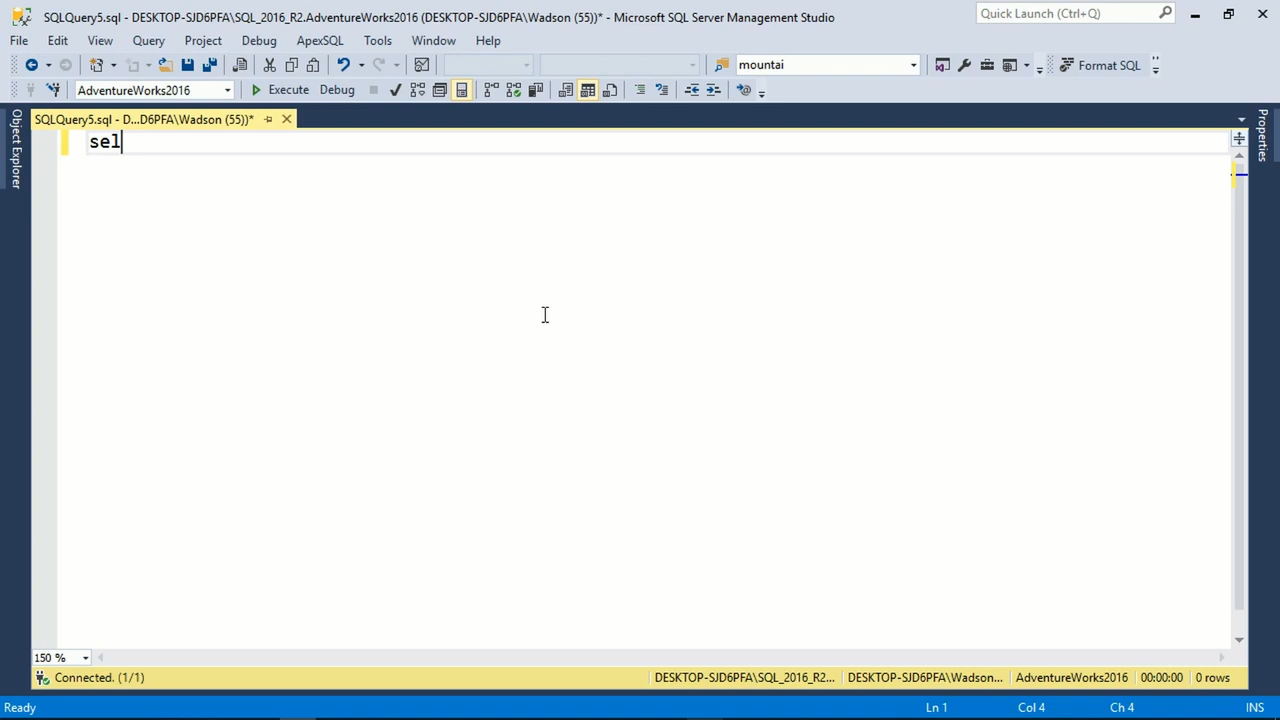 SQLQuery5.sql - DESKTOP-SJD6PFA\SQL_2016_R2.AdventureWorks2016 (DESKTOP-SJD6PFA\Wadson (55))* - Microsoft SQL Server Management Studio
Quick Launch (Ctrl+Q)
File Edit View Query Project Debug ApexSQL Tools Window Help
mountai
Format SQL
AdventureWorks2016
Execute Debug
SQLQuery5.sql - D...D6PFA\Wadson (55))*
Object Explorer
Properties
sel
150 %
Connected. (1/1)
DESKTOP-SJD6PFA\SQL_2016_R2... DESKTOP-SJD6PFA\Wadson... AdventureWorks2016 00:00:00 0 rows
Ready Ln 1 Col 4 Ch 4 INS